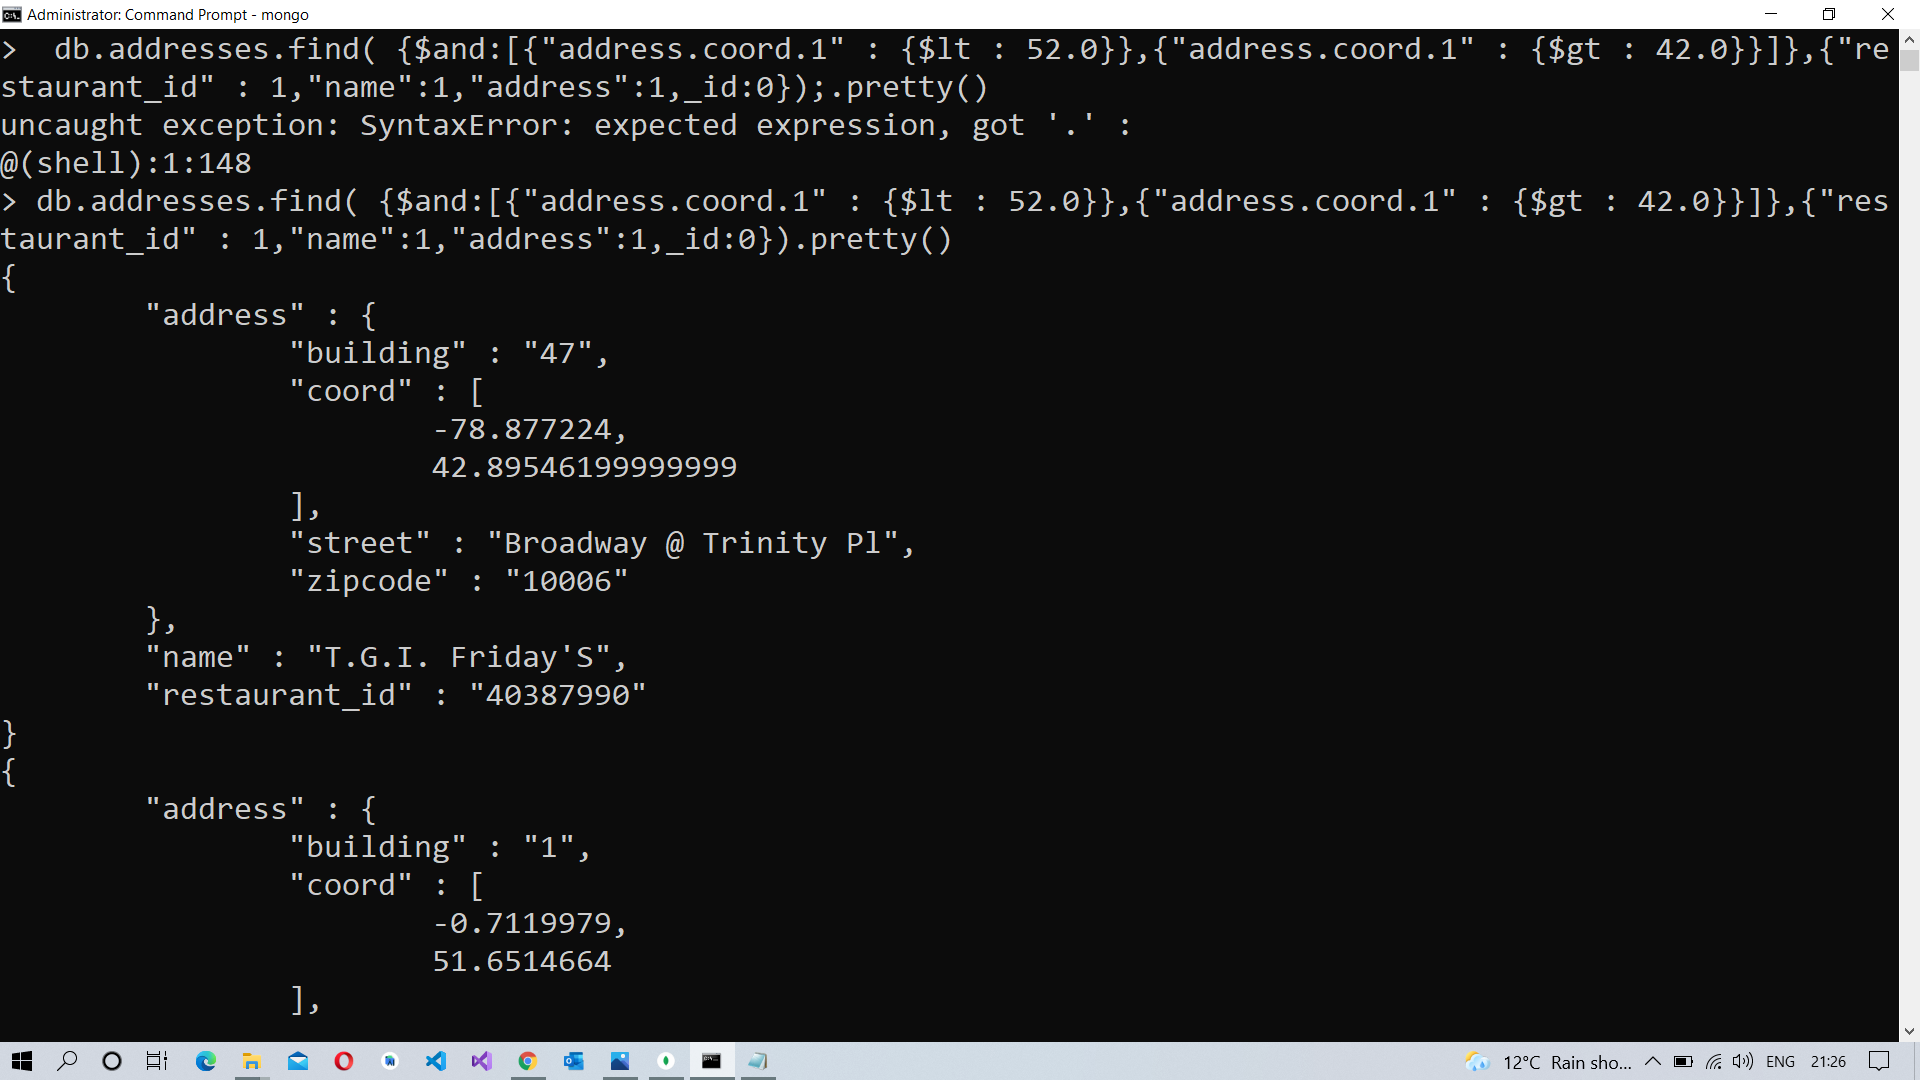 Administrator: Command Prompt - mongo
>  db.addresses.find( {$and:[{"address.coord.1" : {$lt : 52.0}},{"address.coord.1" : {$gt : 42.0}}]},{"re
staurant_id" : 1,"name":1,"address":1,_id:0});.pretty()
uncaught exception: SyntaxError: expected expression, got '.' :
@(shell):1:148
> db.addresses.find( {$and:[{"address.coord.1" : {$lt : 52.0}},{"address.coord.1" : {$gt : 42.0}}]},{"res
taurant_id" : 1,"name":1,"address":1,_id:0}).pretty()
{
        "address" : {
                "building" : "47",
                "coord" : [
                        -78.877224,
                        42.89546199999999
                ],
                "street" : "Broadway @ Trinity Pl",
                "zipcode" : "10006"
        },
        "name" : "T.G.I. Friday'S",
        "restaurant_id" : "40387990"
}
{
        "address" : {
                "building" : "1",
                "coord" : [
                        -0.7119979,
                        51.6514664
                ],
12°C Rain sho... ENG 21:26